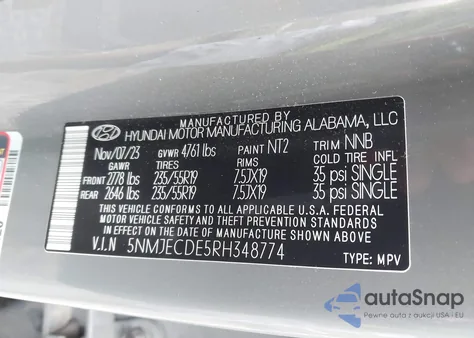 MANUFACTURED BY
HYUNDAI MOTOR MANUFACTURING ALABAMA, LLC
Nov/07/23 GVWR 4761 lbs PAINT NT2 TRIM NNB
GAWR TIRES RIMS COLD TIRE INFL
FRONT 2778 lbs 235/55R19 7.5JX19 35 psi SINGLE
REAR 2646 lbs 235/55R19 7.5JX19 35 psi SINGLE
THIS VEHICLE CONFORMS TO ALL APPLICABLE U.S.A. FEDERAL
MOTOR VEHICLE SAFETY AND THEFT PREVENTION STANDARDS IN EFFECT ON THE
DATE OF MANUFACTURE SHOWN ABOVE.
V.I.N 5NMJECDE5RH348774
TYPE: MPV
autoSnap
Pewne auta z aukcji USA i EU